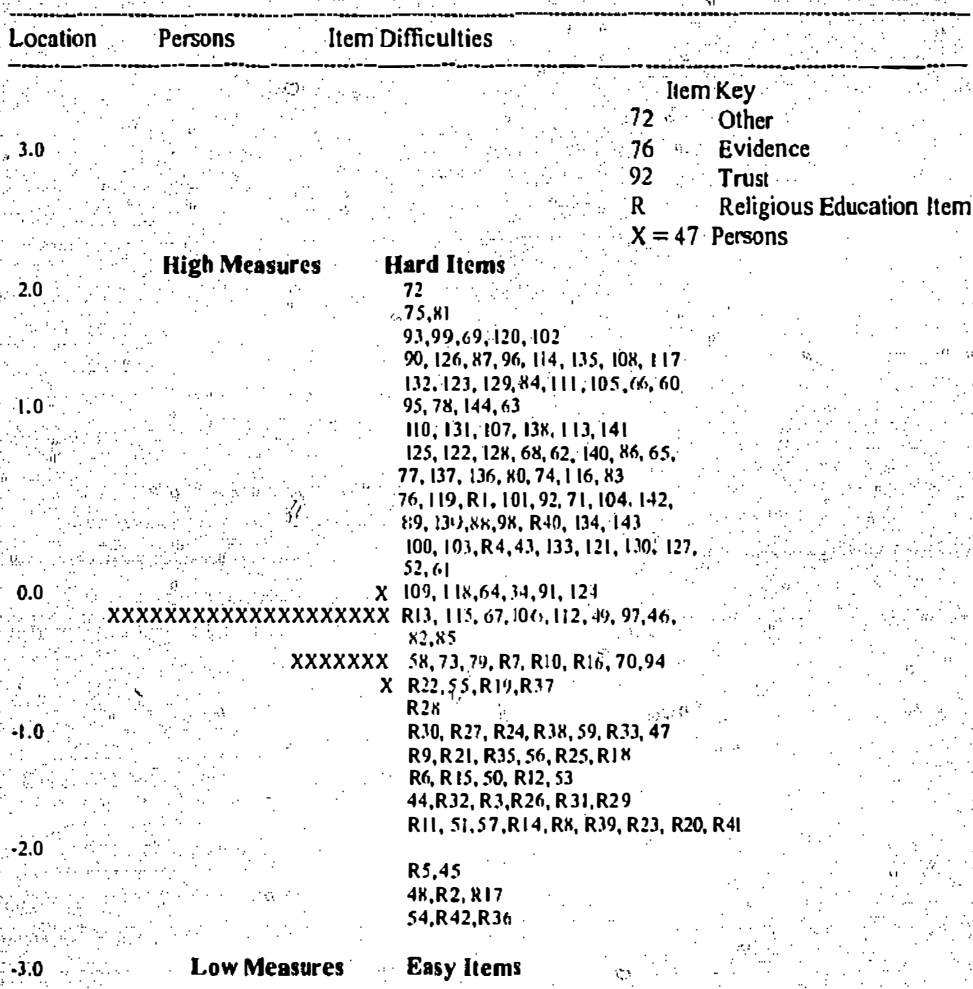 Location Persons Item Difficulties
Item Key
72 Other
3.0 76 Evidence
92 Trust
R Religious Education Item
X = 47 Persons
High Measures Hard Items
2.0 72
75,81
93,99,69,120,102
90, 126, 87, 96, 114, 135, 108, 117
132, 123, 129, 84, 111, 105, 66, 60
1.0 95, 78, 144, 63
110, 131, 107, 138, 113, 141
125, 122, 128, 68, 62, 140, 86, 65,
77, 137, 136, 80, 74, 116, 83
76, 119, R1, 101, 92, 71, 104, 142,
89, 139,88,98, R40, 134, 143
100, 103, R4, 43, 133, 121, 130, 127,
52, 61
0.0 X 109, 118, 64, 34, 91, 124
XXXXXXXXXXXXXXXXXXXX R13, 115, 67, 106, 112, 49, 97, 46,
82,85
XXXXXXX 58, 73, 79, R7, R10, R16, 70,94
X R22, 55, R19, R37
R28
-1.0 R30, R27, R24, R38, 59, R33, 47
R9, R21, R35, 56, R25, R18
R6, R15, 50, R12, 53
44,R32, R3,R26, R31,R29
R11, 51,57,R14, R8, R39, R23, R20, R41
-2.0
R5,45
48,R2, R17
54,R42,R36
-3.0 Low Measures Easy Items